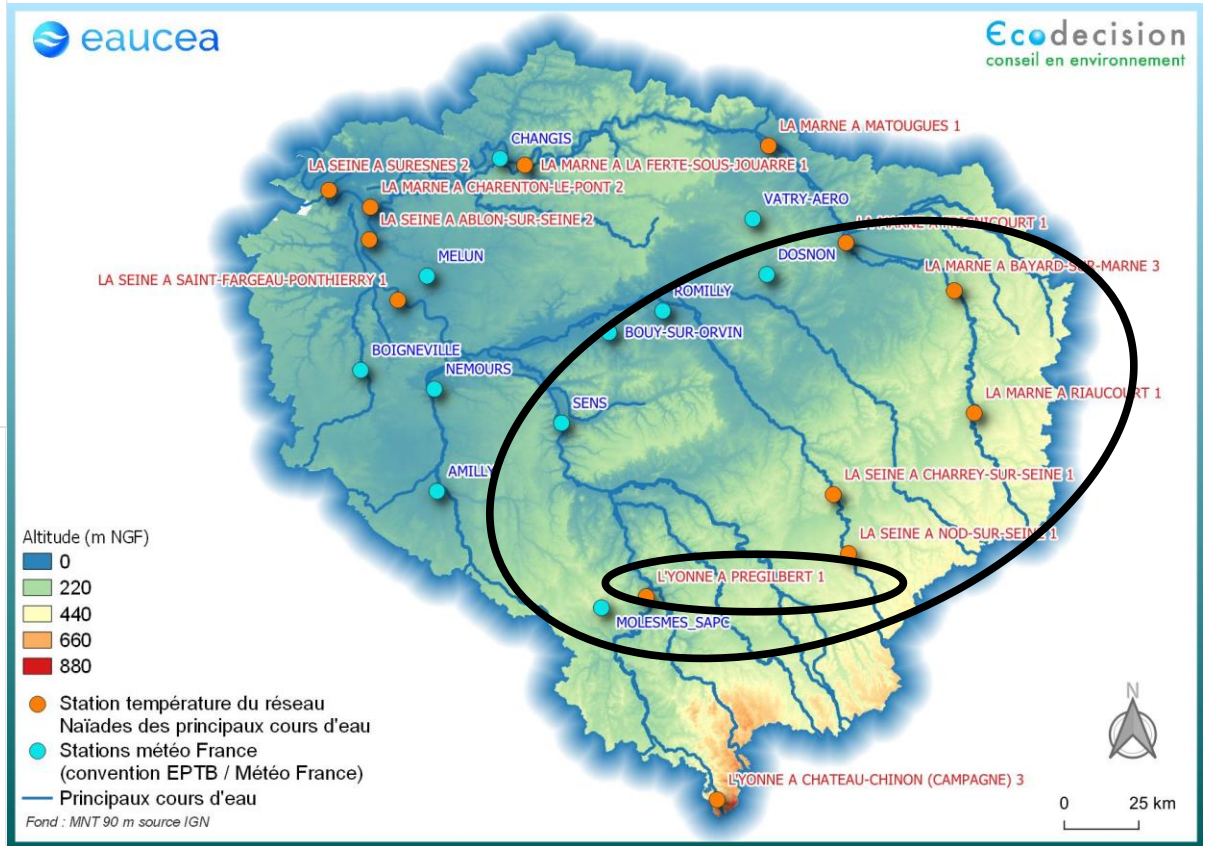 eaucea
Ecodecision
conseil en environnement
LA MARNE A MATOUGUES 1
CHANGIS
LA SEINE A SURESNES 2
LA MARNE A LA FERTE-SOUS-JOUARRE 1
LA MARNE A CHARENTON-LE-PONT 2
VATRY-AERO
LA SEINE A ABLON-SUR-SEINE 2
LA MARNE A FRIGNICOURT 1
MELUN
DOSNON
LA MARNE A BAYARD-SUR-MARNE 3
LA SEINE A SAINT-FARGEAU-PONTHIERRY 1
ROMILLY
BOUY-SUR-ORVIN
BOIGNEVILLE
NEMOURS
LA MARNE A RIAUCOURT 1
SENS
AMILLY
LA SEINE A CHARREY-SUR-SEINE 1
LA SEINE A NOD-SUR-SEINE 1
L'YONNE A PREGILBERT 1
MOLESMES_SAPC
L'YONNE A CHATEAU-CHINON (CAMPAGNE) 3
Altitude (m NGF)
0
220
440
660
880
Station température du réseau
Naïades des principaux cours d'eau
Stations météo France
(convention EPTB / Météo France)
Principaux cours d'eau
Fond : MNT 90 m source IGN
N
0 25 km